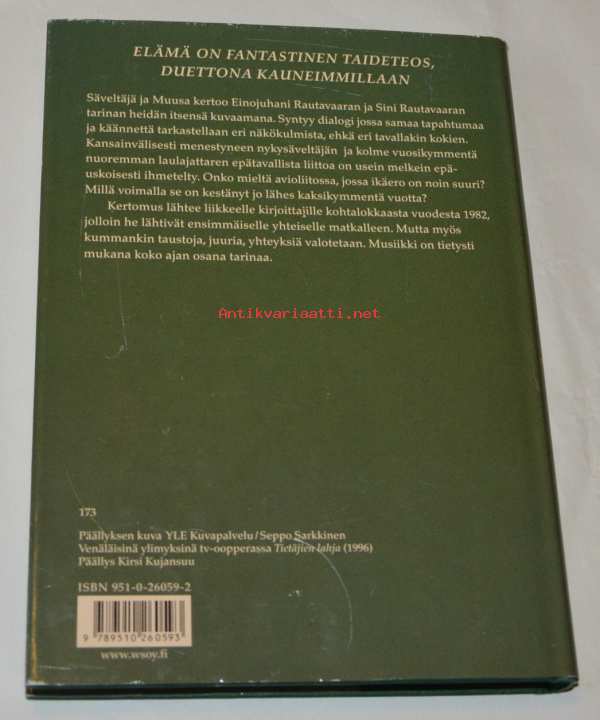 ELÄMÄ ON FANTASTINEN TAIDETEOS,
DUETTONA KAUNEIMMILLAAN
Säveltäjä ja Muusa kertoo Einojuhani Rautavaaran ja Sini Rautavaaran
tarinan heidän itsensä kuvaamana. Syntyy dialogi jossa samaa tapahtumaa
ja käännettä tarkastellaan eri näkökulmista, ehkä eri tavallakin kokien.
Kansainvälisesti menestyneen nykysäveltäjän ja kolme vuosikymmentä
nuoremman laulajattaren epätavallista liittoa on usein melkein epä-
uskoisesti ihmetelty. Onko mieltä avioliitossa, jossa ikäero on noin suuri?
Millä voimalla se on kestänyt jo lähes kaksikymmentä vuotta?
Kertomus lähtee liikkeelle kirjoittajille kohtalokkaasta vuodesta 1982,
jolloin he lähtivät ensimmäiselle yhteiselle matkalleen. Mutta myös
kummankin taustoja, juuria, yhteyksiä valotetaan. Musiikki on tietysti
mukana koko ajan osana tarinaa.
Antikvariaatti.net
173
Päällyksen kuva YLE Kuvapalvelu/Seppo Sarkkinen
Venäläisinä ylimyksinä tv-oopperassa Tietäjien lahja (1996)
Päällys Kirsi Kujansuu
ISBN 951-0-26059-2
9 789510 260593
www.wsoy.fi